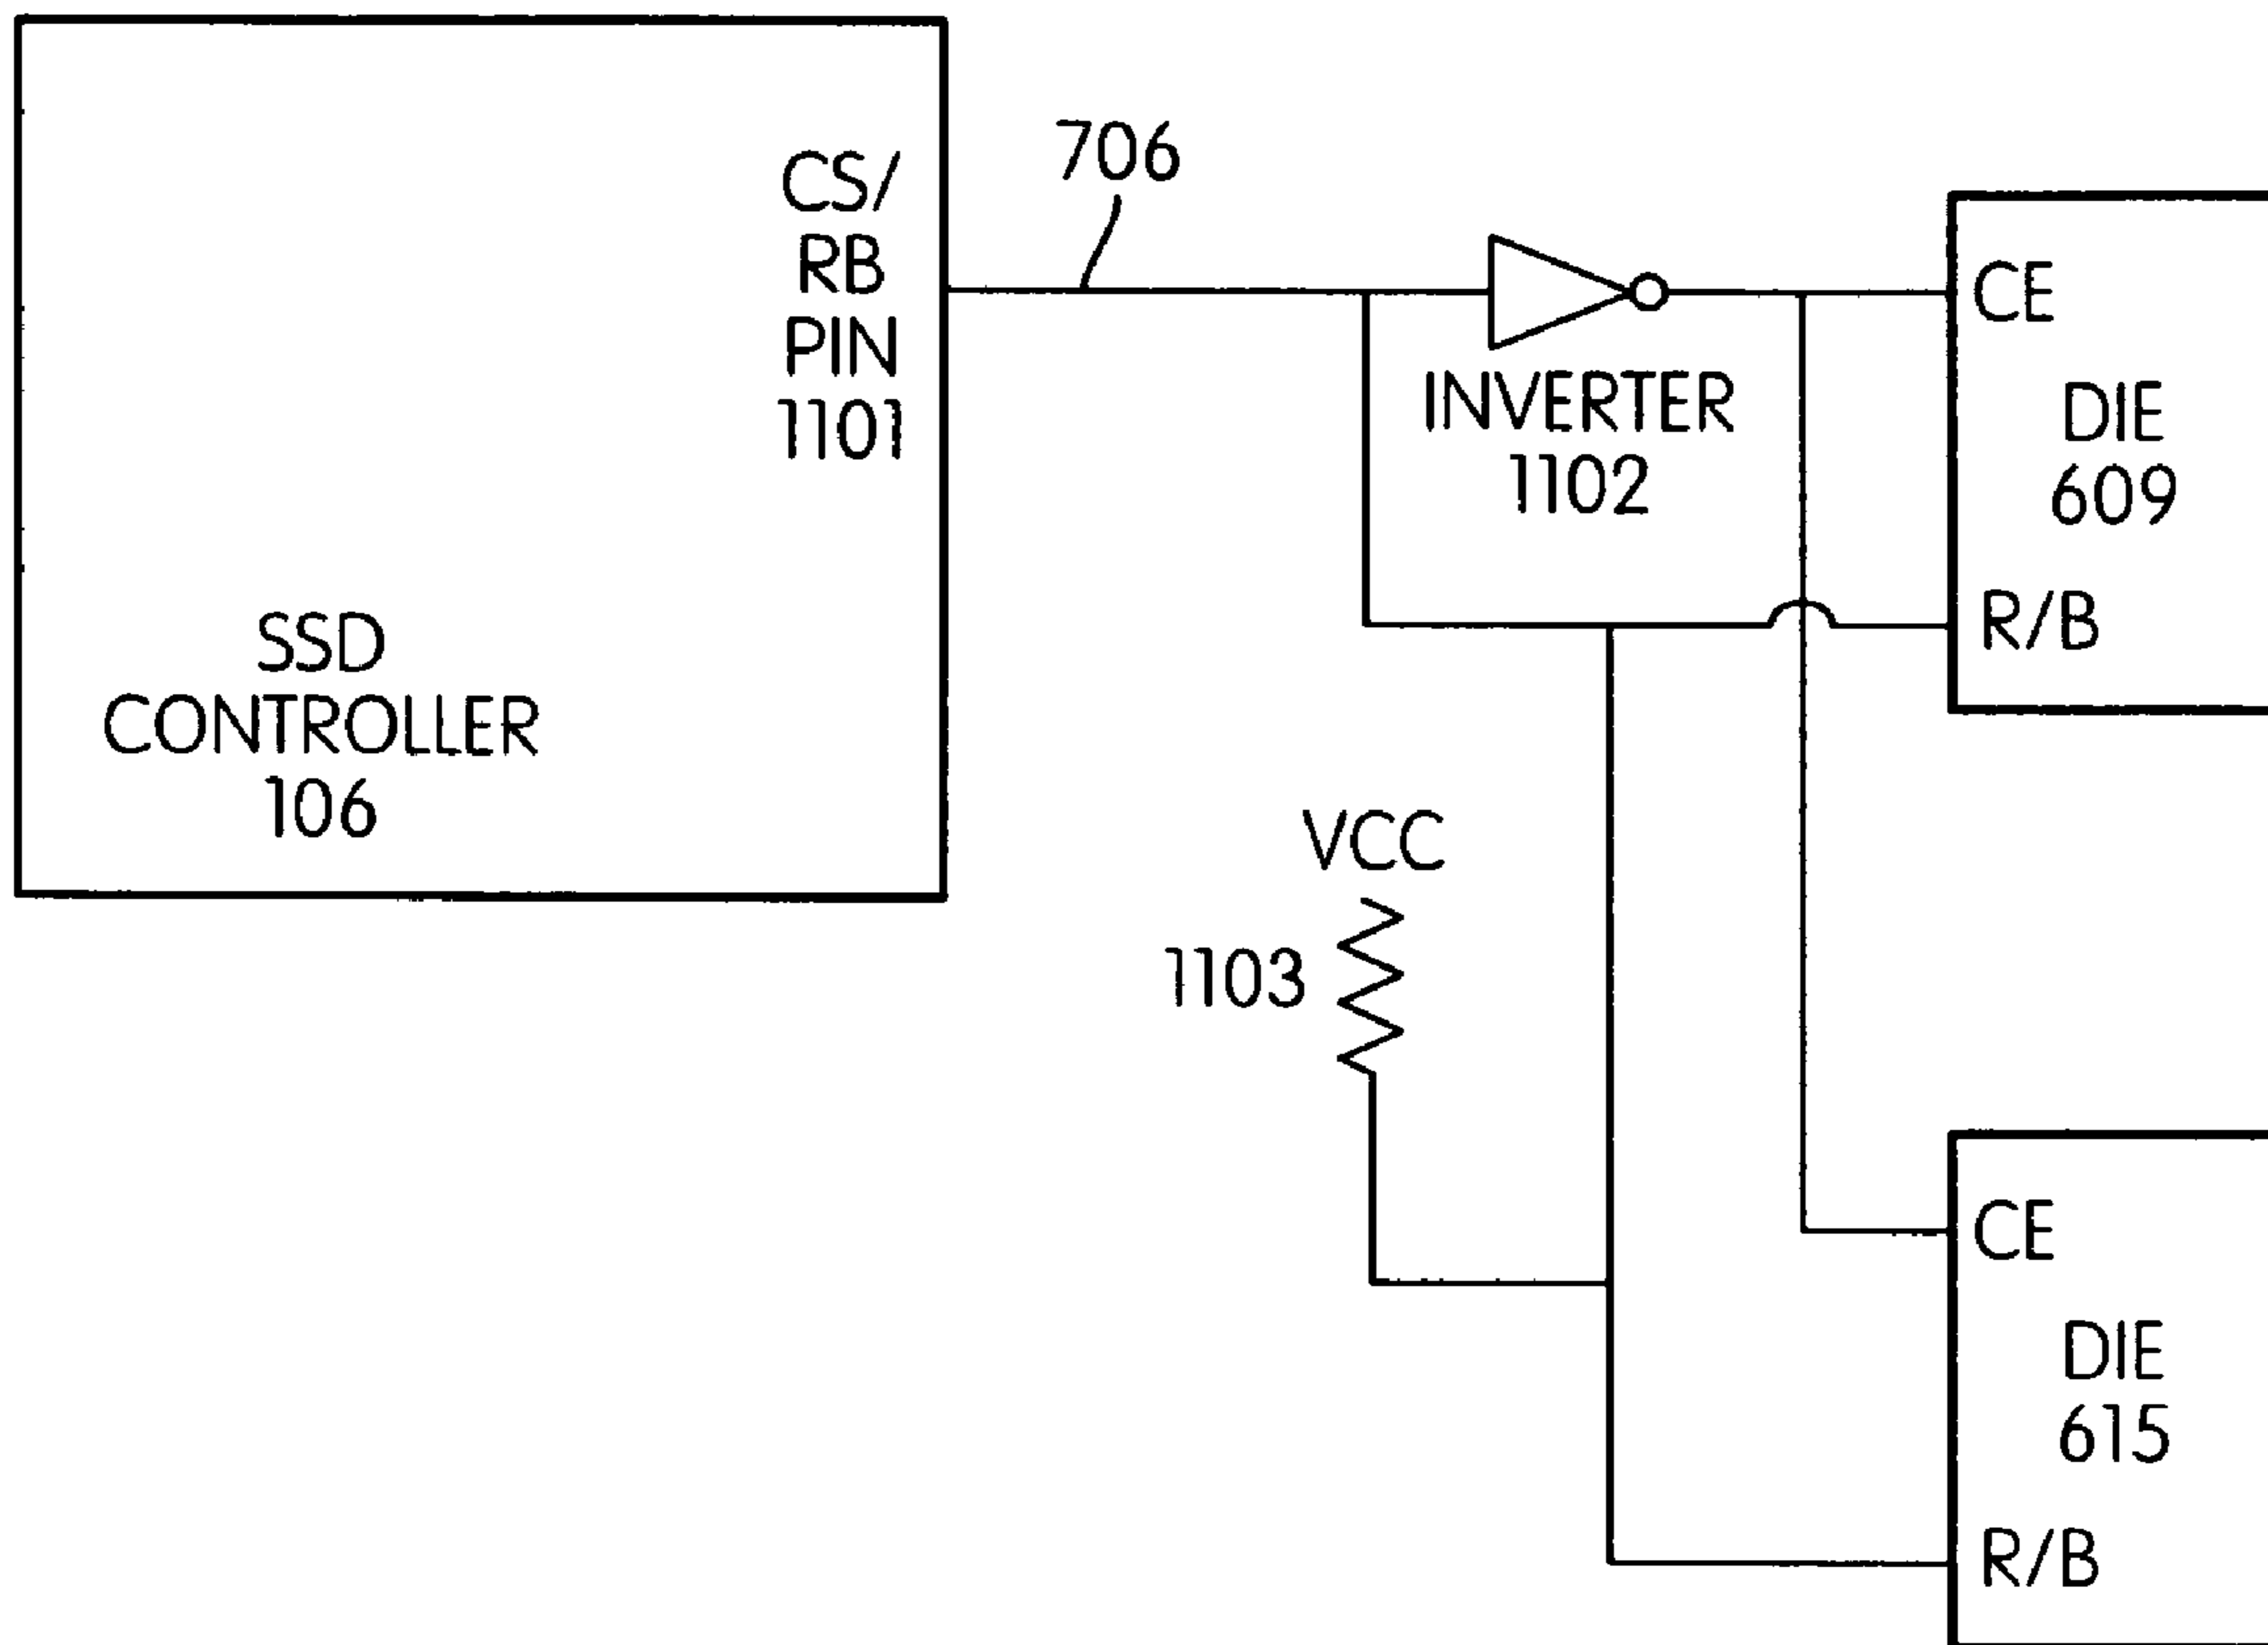 CS/
RB
PIN
1101
SSD
CONTROLLER
106
706
INVERTER
1102
VCC
1103
CE
DIE
609
R/B
CE
DIE
615
R/B